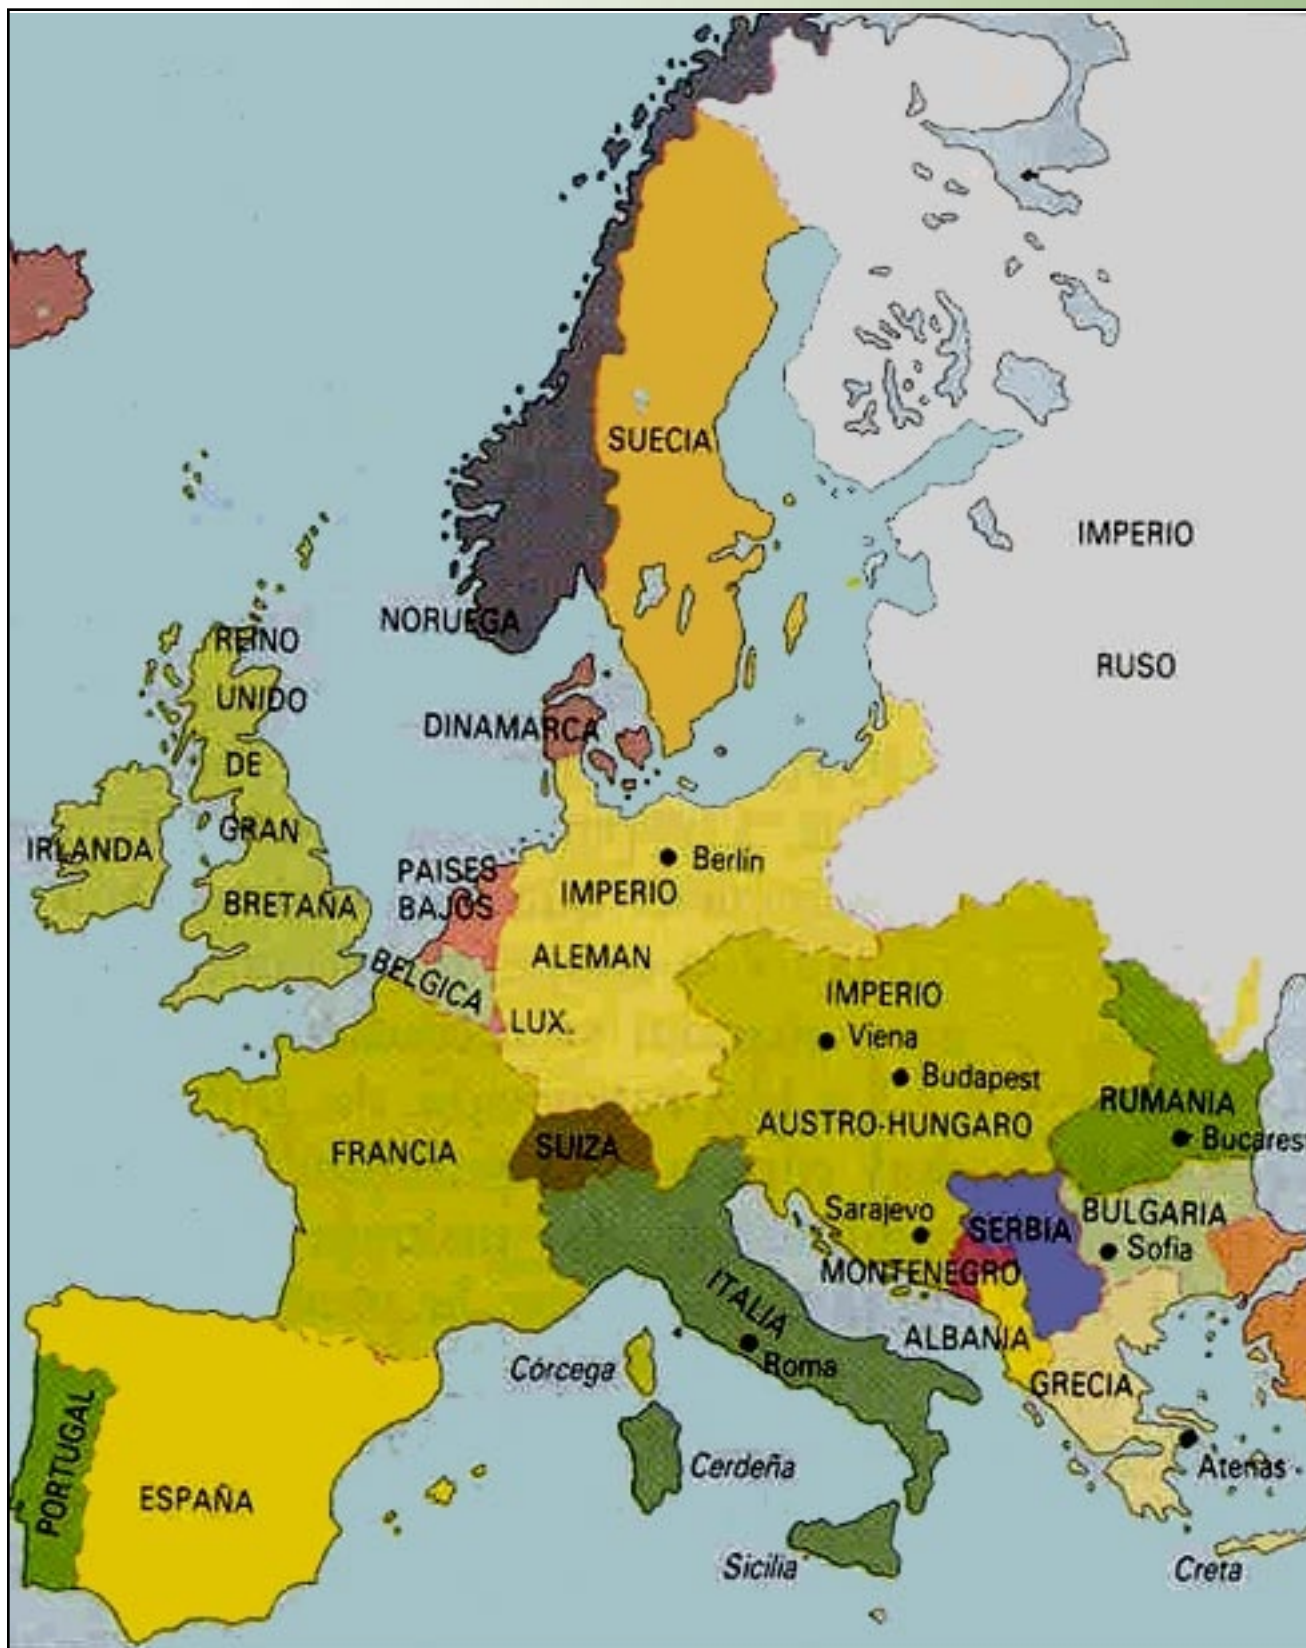 SUECIA
IMPERIO
RUSO
NORUEGA
REINO
UNIDO
DE
GRAN
BRETAÑA
IRLANDA
DINAMARCA
PAISES
BAJOS
BELGICA
LUX.
IMPERIO
ALEMAN
Berlín
IMPERIO
Viena
Budapest
AUSTRO-HUNGARO
RUMANIA
Bucares
FRANCIA
SUIZA
Sarajevo
SERBIA
BULGARIA
Sofia
MONTENEGRO
ITALIA
Roma
ALBANIA
GRECIA
Atenas
Córcega
Cerdeña
Sicilia
Creta
PORTUGAL
ESPAÑA